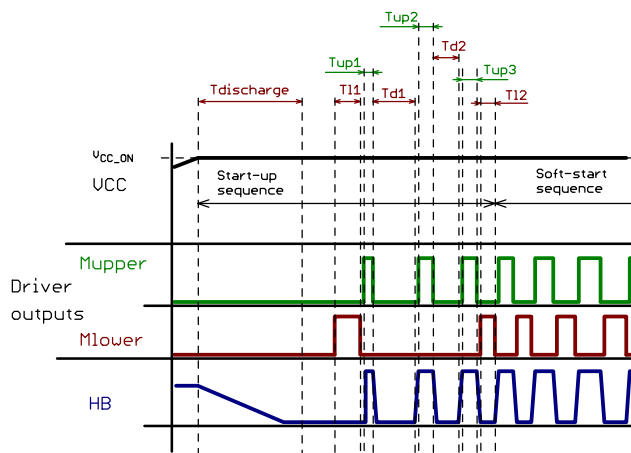 Tup2
Td2
Tup1
Tup3
Tdischarge
Tl1
Td1
Tl2
VCC_ON
VCC
Start-up
sequence
Soft-start
sequence
Mupper
Driver
outputs
Mlower
HB